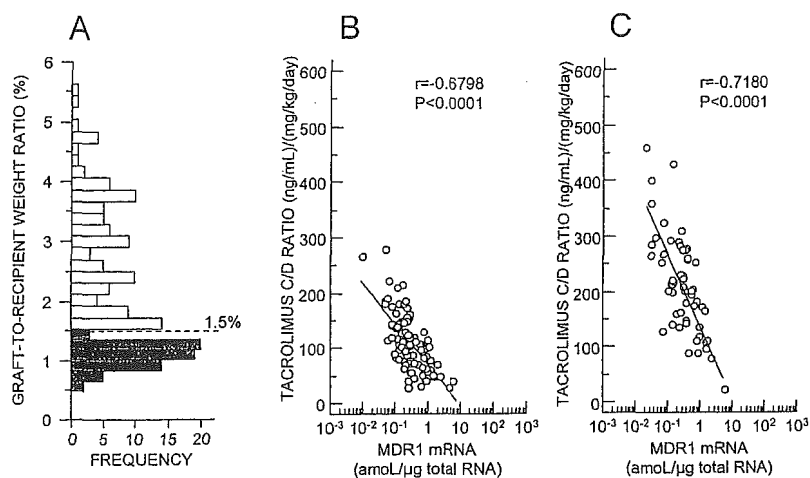 A
GRAFT-TO-RECIPIENT WEIGHT RATIO (%)
6
5
4
3
2
1
0
1.5%
0 5 10 15 20
FREQUENCY
B
TACROLIMUS C/D RATIO (ng/mL)/(mg/kg/day)
600
500
400
300
200
100
0
r=-0.6798
P<0.0001
10-3 10-2 10-1 1 10 102 103
MDR1 mRNA
(amoL/µg total RNA)
C
TACROLIMUS C/D RATIO (ng/mL)/(mg/kg/day)
600
500
400
300
200
100
0
r=-0.7180
P<0.0001
10-3 10-2 10-1 1 10 102 103
MDR1 mRNA
(amoL/µg total RNA)